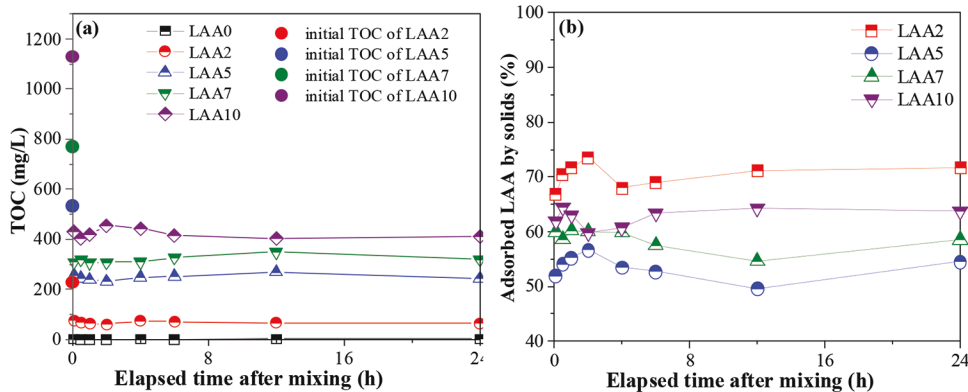 (a)
LAA0
LAA2
LAA5
LAA7
LAA10
initial TOC of LAA2
initial TOC of LAA5
initial TOC of LAA7
initial TOC of LAA10
TOC (mg/L)
1200
1000
800
600
400
200
0
0
8
16
24
Elapsed time after mixing (h)
(b)
LAA2
LAA5
LAA7
LAA10
Adsorbed LAA by solids (%)
100
90
80
70
60
50
40
0
8
16
24
Elapsed time after mixing (h)